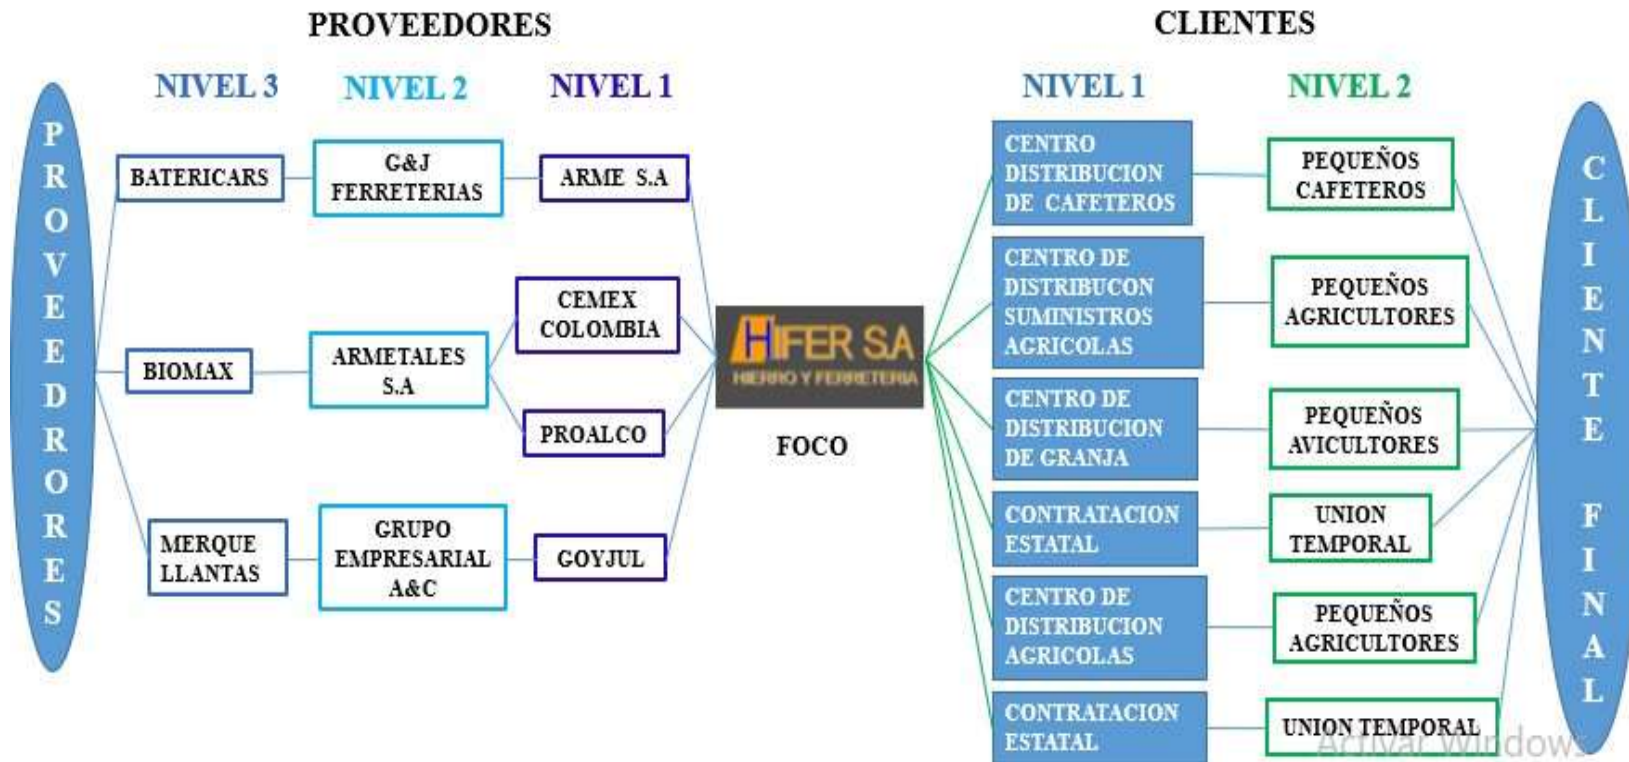 PROVEEDORES
CLIENTES
NIVEL 3
NIVEL 2
NIVEL 1
NIVEL 1
NIVEL 2
PROVEDRORES
BATERICARS
G&J
FERRETERIAS
ARME S.A
BIOMAX
ARMETALES
S.A
CEMEX
COLOMBIA
PROALCO
MERQUE
LLANTAS
GRUPO
EMPRESARIAL
A&C
GOYJUL
HIFER SA
HIERRO Y FERRETERIA
FOCO
CENTRO
DISTRIBUCION
DE CAFETEROS
PEQUEÑOS
CAFETEROS
CENTRO DE
DISTRIBUCON
SUMINISTROS
AGRICOLAS
PEQUEÑOS
AGRICULTORES
CENTRO DE
DISTRIBUCION
DE GRANJA
PEQUEÑOS
AVICULTORES
CONTRATACION
ESTATAL
UNION
TEMPORAL
CENTRO DE
DISTRIBUCION
AGRICOLAS
PEQUEÑOS
AGRICULTORES
CONTRATACION
ESTATAL
UNION TEMPORAL
CLIENTE FINAL
Activar Windows